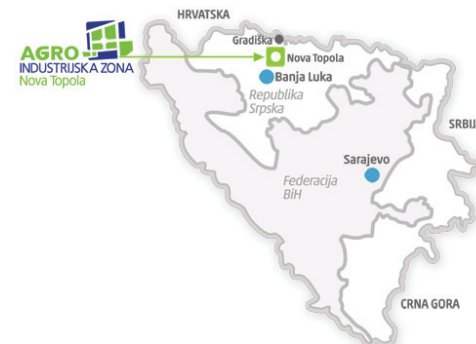 HRVATSKA
AGRO
INDUSTRIJSKA ZONA
Nova Topola
Gradiška
Nova Topola
Banja Luka
Republika
Srpska
SRBIJ
Sarajevo
Federacija
BiH
CRNA GORA